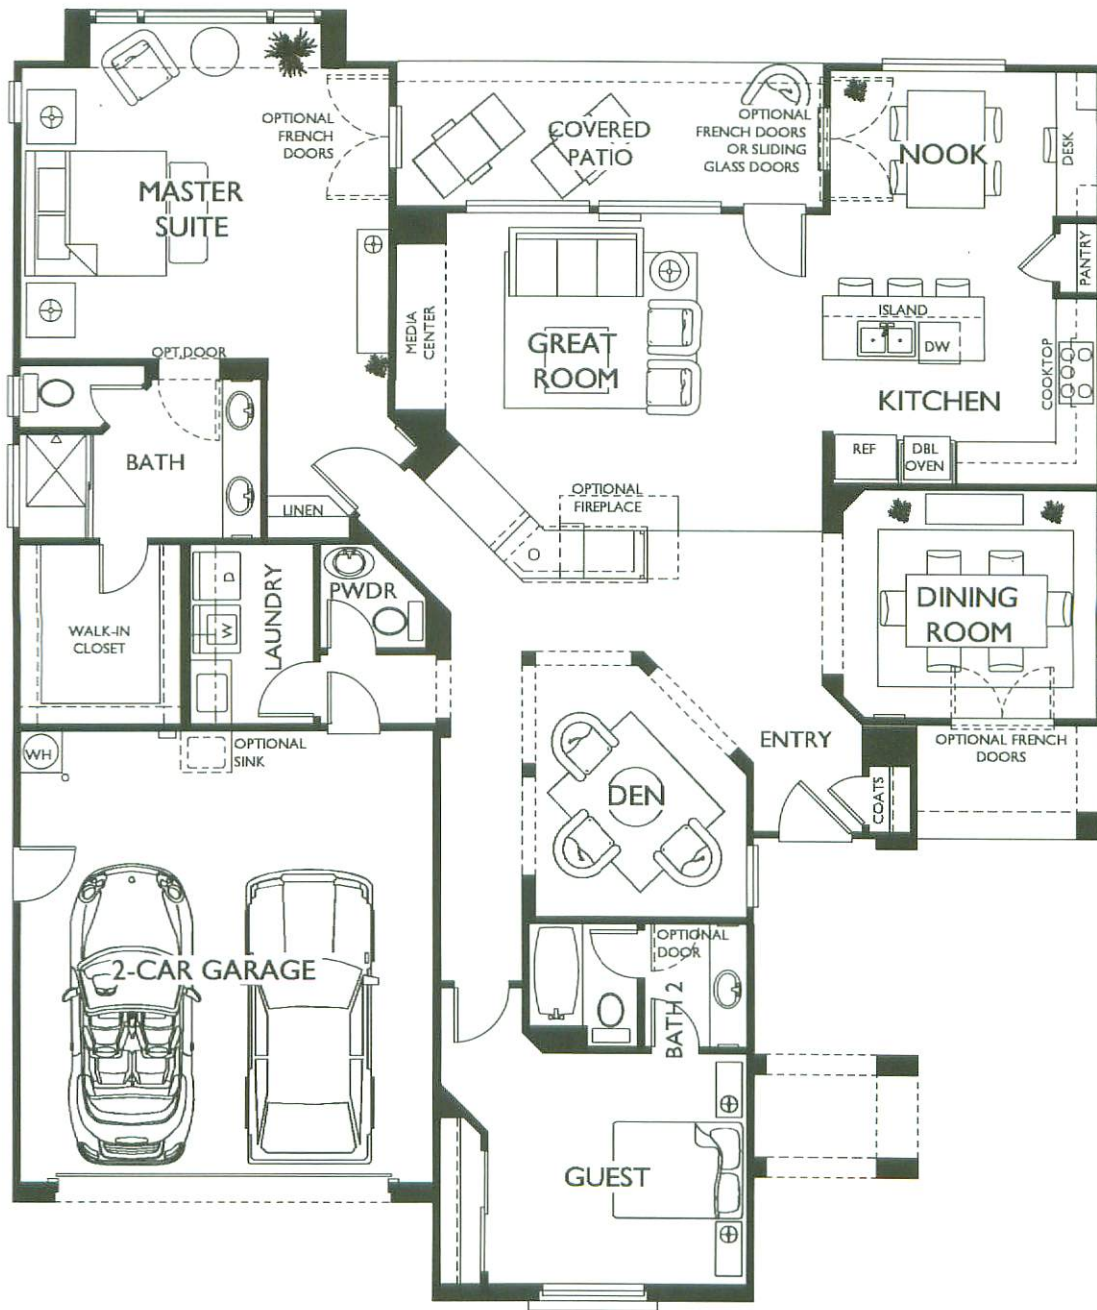 OPTIONAL
FRENCH
DOORS
MASTER
SUITE
COVERED
PATIO
OPTIONAL
FRENCH DOORS
OR SLIDING
GLASS DOORS
NOOK
DESK
PANTRY
MEDIA
CENTER
GREAT
ROOM
ISLAND
DW
KITCHEN
COOKTOP
REF
DBL
OVEN
OPT.DOOR
BATH
LINEN
OPTIONAL
FIREPLACE
DINING
ROOM
WALK-IN
CLOSET
D
W
LAUNDRY
PWDR
WH
OPTIONAL
SINK
ENTRY
OPTIONAL FRENCH
DOORS
COATS
DEN
2-CAR GARAGE
OPTIONAL
DOOR
BATH 2
GUEST